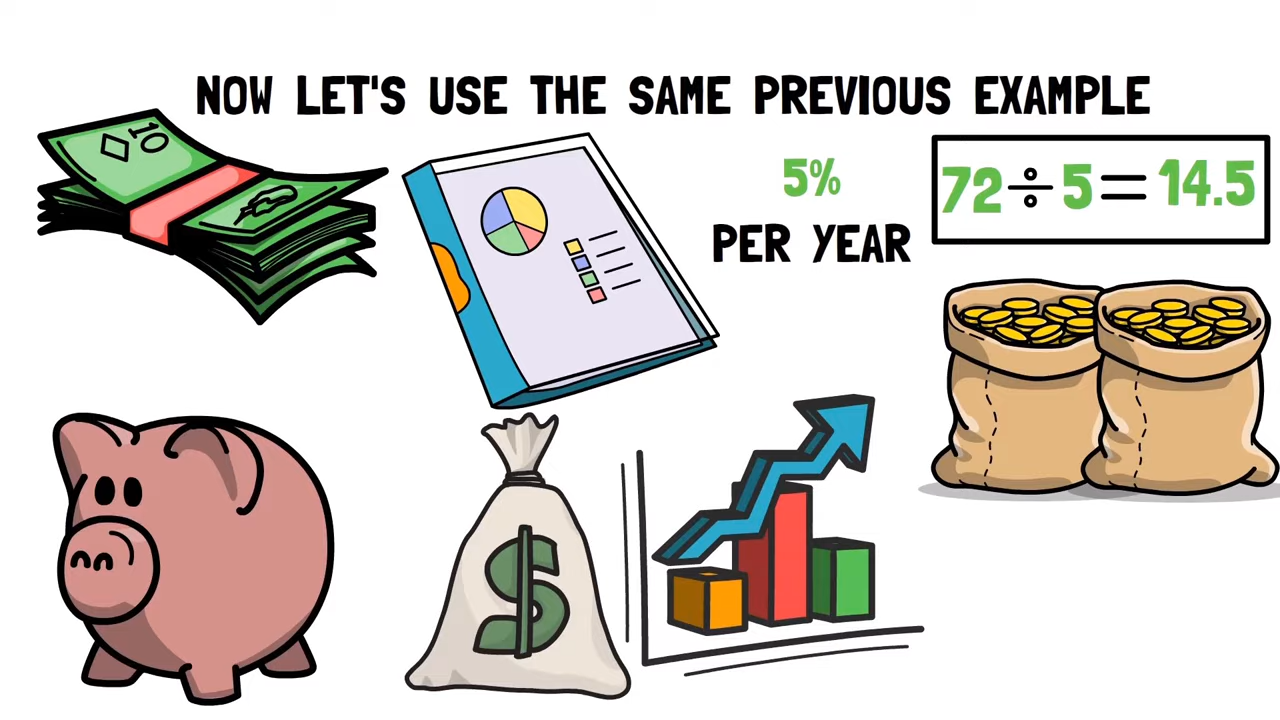 NOW LET'S USE THE SAME PREVIOUS EXAMPLE
10
5%
PER YEAR
72÷5=14.5
$